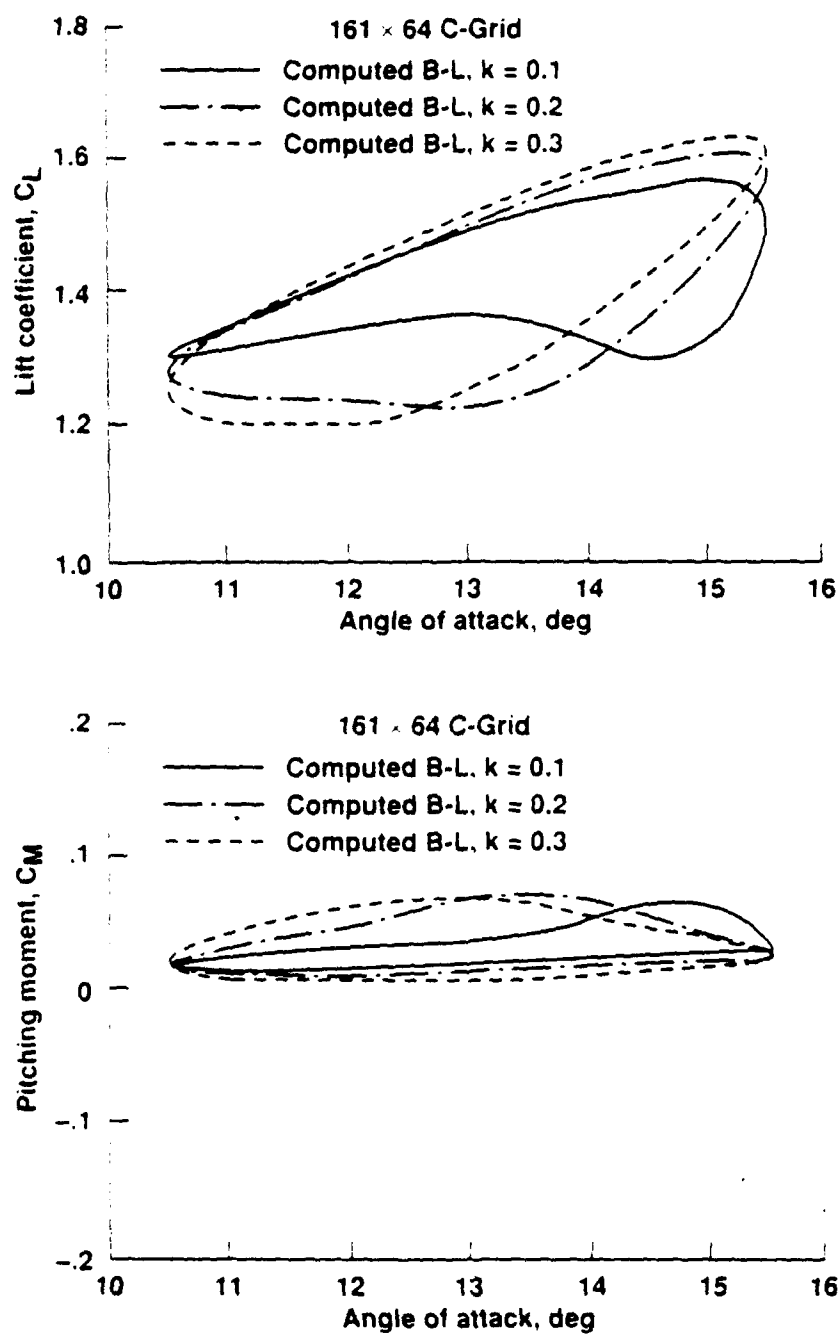 161 × 64 C-Grid
Computed B-L, k = 0.1
Computed B-L, k = 0.2
Computed B-L, k = 0.3
1.8
1.6
1.4
1.2
1.0
Lift coefficient, CL
10 11 12 13 14 15 16
Angle of attack, deg
161 × 64 C-Grid
Computed B-L, k = 0.1
Computed B-L, k = 0.2
Computed B-L, k = 0.3
.2
.1
0
-.1
-.2
Pitching moment, CM
10 11 12 13 14 15 16
Angle of attack, deg